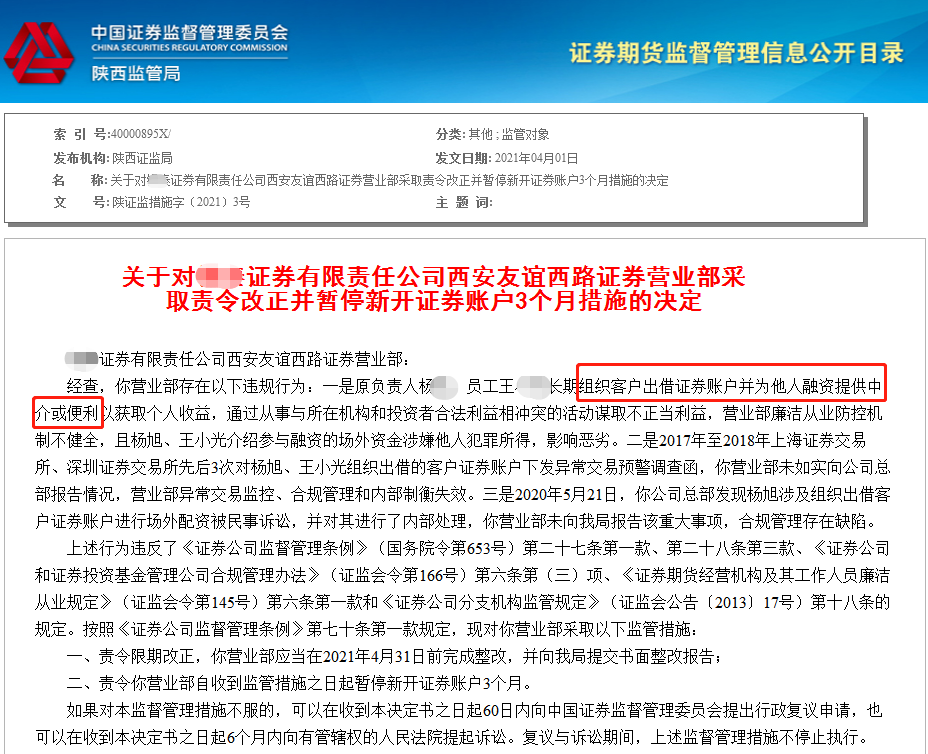 中国证券监督管理委员会
CHINA SECURITIES REGULATORY COMMISSION
陕西监管局
证券期货监督管理信息公开目录
索 引 号:40000895X/ 分类: 其他 ; 监管对象
发布机构: 陕西证监局 发文日期: 2021年04月01日
名 称: 关于对证券有限责任公司西安友谊西路证券营业部采取责令改正并暂停新开证券账户3个月措施的决定
文 号: 陕证监措施字（2021）3号 主 题 词:
关于对证券有限责任公司西安友谊西路证券营业部采
取责令改正并暂停新开证券账户3个月措施的决定
证券有限责任公司西安友谊西路证券营业部：
经查，你营业部存在以下违规行为：一是原负责人杨 员工王 长期组织客户出借证券账户并为他人融资提供中
介或便利以获取个人收益，通过从事与所在机构和投资者合法利益相冲突的活动谋取不正当利益，营业部廉洁从业防控机
制不健全，且杨旭、王小光介绍参与融资的场外资金涉嫌他人犯罪所得，影响恶劣。二是2017年至2018年上海证券交易
所、深圳证券交易所先后3次对杨旭、王小光组织出借的客户证券账户下发异常交易预警调查函，你营业部未如实向公司总
部报告情况，营业部异常交易监控、合规管理和内部制衡失效。三是2020年5月21日，你公司总部发现杨旭涉及组织出借客
户证券账户进行场外配资被民事诉讼，并对其进行了内部处理，你营业部未向我局报告该重大事项，合规管理存在缺陷。
上述行为违反了《证券公司监督管理条例》（国务院令第653号）第二十七条第一款、第二十八条第三款、《证券公司
和证券投资基金管理公司合规管理办法》（证监会令第166号）第六条第（三）项、《证券期货经营机构及其工作人员廉洁
从业规定》（证监会令第145号）第六条第一款和《证券公司分支机构监管规定》（证监会公告〔2013〕17号）第十八条的
规定。按照《证券公司监督管理条例》第七十条第一款规定，现对你营业部采取以下监管措施：
一、责令限期改正，你营业部应当在2021年4月31日前完成整改，并向我局提交书面整改报告；
二、责令你营业部自收到监管措施之日起暂停新开证券账户3个月。
如果对本监督管理措施不服的，可以在收到本决定书之日起60日内向中国证券监督管理委员会提出行政复议申请，也
可以在收到本决定书之日起6个月内向有管辖权的人民法院提起诉讼。复议与诉讼期间，上述监督管理措施不停止执行。